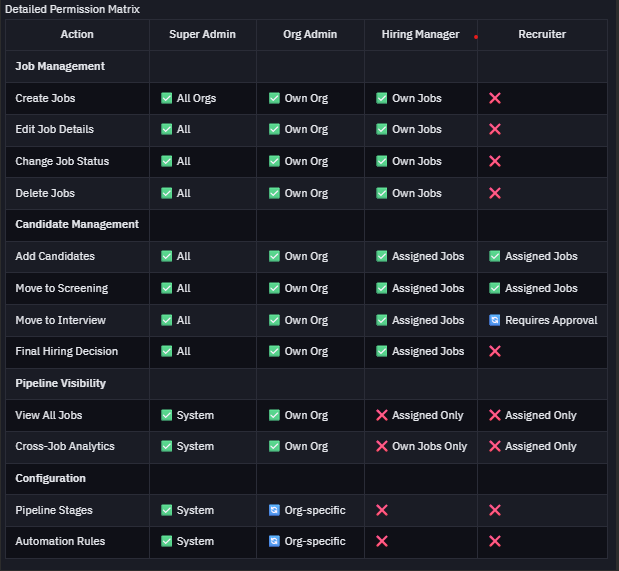 Detailed Permission Matrix
Action Super Admin Org Admin Hiring Manager Recruiter
Job Management
Create Jobs ✅ All Orgs ✅ Own Org ✅ Own Jobs ❌
Edit Job Details ✅ All ✅ Own Org ✅ Own Jobs ❌
Change Job Status ✅ All ✅ Own Org ✅ Own Jobs ❌
Delete Jobs ✅ All ✅ Own Org ✅ Own Jobs ❌
Candidate Management
Add Candidates ✅ All ✅ Own Org ✅ Assigned Jobs ✅ Assigned Jobs
Move to Screening ✅ All ✅ Own Org ✅ Assigned Jobs ✅ Assigned Jobs
Move to Interview ✅ All ✅ Own Org ✅ Assigned Jobs 🔄 Requires Approval
Final Hiring Decision ✅ All ✅ Own Org ✅ Assigned Jobs ❌
Pipeline Visibility
View All Jobs ✅ System ✅ Own Org ❌ Assigned Only ❌ Assigned Only
Cross-Job Analytics ✅ System ✅ Own Org ❌ Own Jobs Only ❌ Assigned Only
Configuration
Pipeline Stages ✅ System 🔄 Org-specific ❌ ❌
Automation Rules ✅ System 🔄 Org-specific ❌ ❌